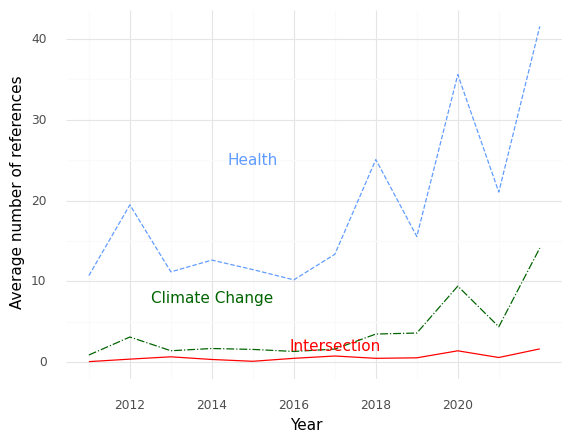 Average number of references
40
30
20
10
0
Health
Climate Change
Intersection
2012 2014 2016 2018 2020
Year